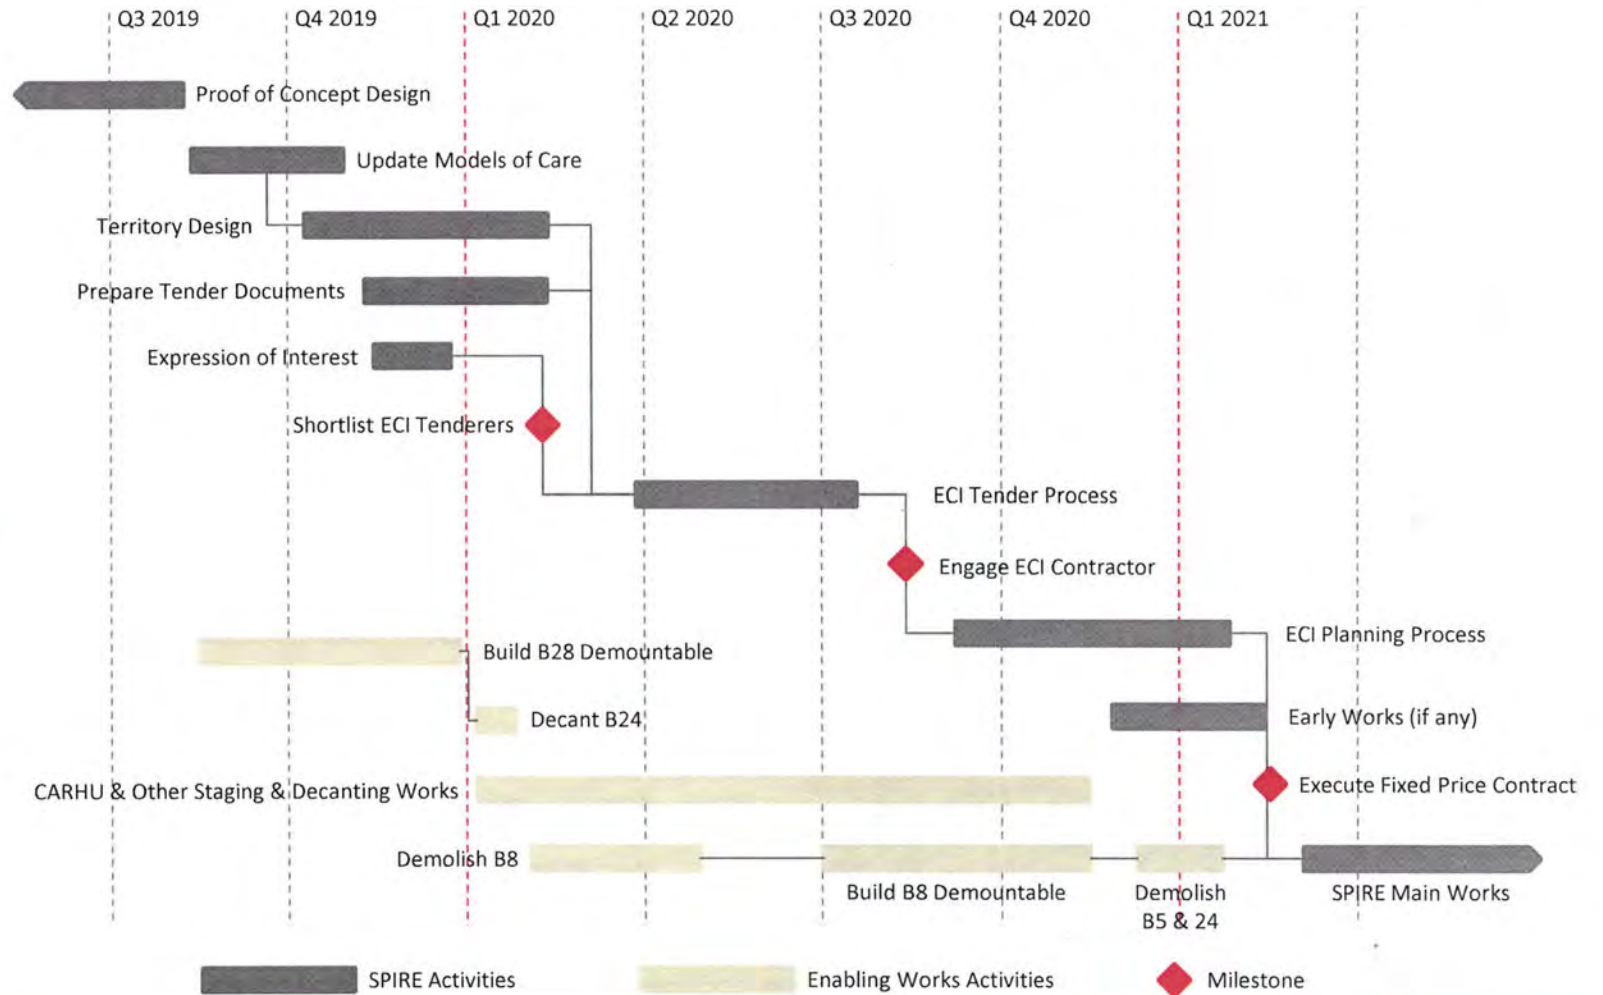 Q3 2019 Q4 2019 Q1 2020 Q2 2020 Q3 2020 Q4 2020 Q1 2021
Proof of Concept Design
Update Models of Care
Territory Design
Prepare Tender Documents
Expression of Interest
Shortlist ECI Tenderers
ECI Tender Process
Engage ECI Contractor
ECI Planning Process
Build B28 Demountable
Early Works (if any)
Decant B24
Execute Fixed Price Contract
CARHU & Other Staging & Decanting Works
Demolish B8
Build B8 Demountable
Demolish
B5 & 24
SPIRE Main Works
SPIRE Activities
Enabling Works Activities
Milestone